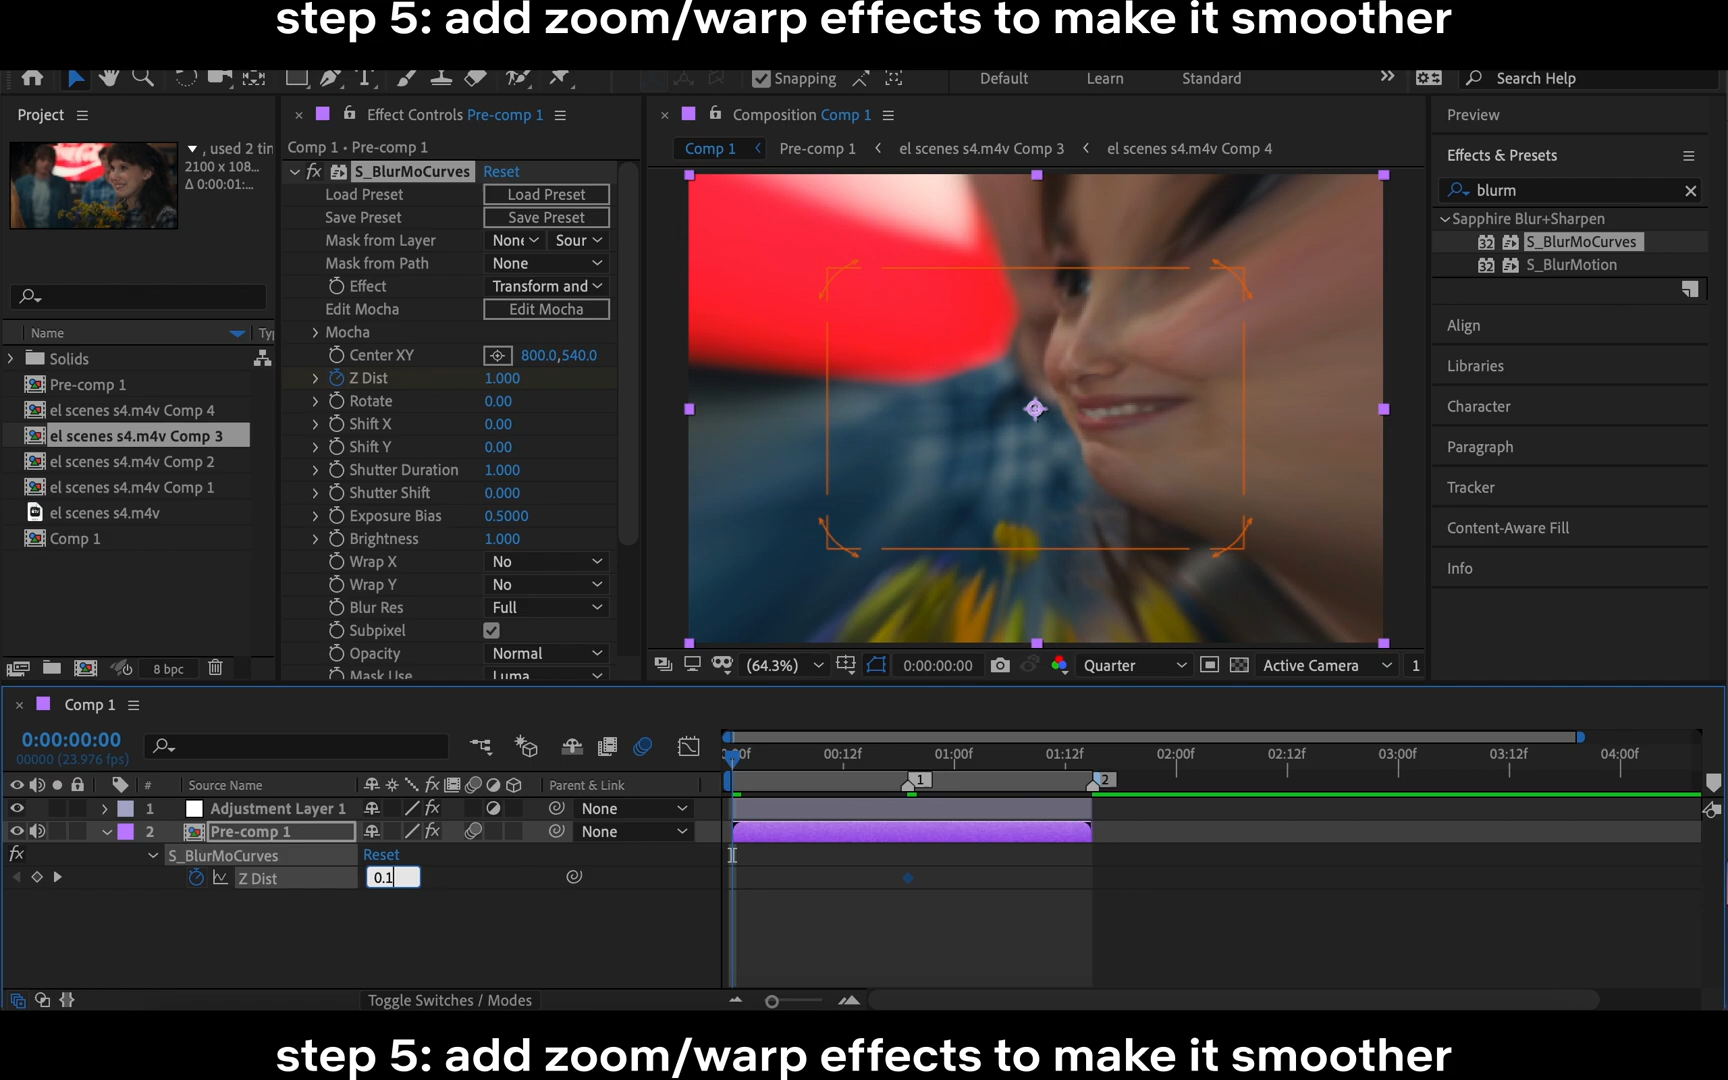 step 5: add zoom/warp effects to make it smoother
Snapping
Default
Learn
Standard
Search Help
Project
, used 2 tin
2100 x 108...
Δ 0:00:01:...
Name
Solids
Pre-comp 1
el scenes s4.m4v Comp 4
el scenes s4.m4v Comp 3
el scenes s4.m4v Comp 2
el scenes s4.m4v Comp 1
el scenes s4.m4v
Comp 1
8 bpc
Effect Controls Pre-comp 1
Comp 1 • Pre-comp 1
fx S_BlurMoCurves Reset
Load Preset Load Preset
Save Preset Save Preset
Mask from Layer Sour
Mask from Path None
Effect Transform and
Edit Mocha Edit Mocha
Mocha
Center XY 800.0,540.0
Z Dist 1.000
Rotate 0.00
Shift X 0.00
Shift Y 0.00
Shutter Duration 1.000
Shutter Shift 0.000
Exposure Bias 0.5000
Brightness 1.000
Wrap X No
Wrap Y No
Blur Res Full
Subpixel
Opacity Normal
Mask Use Luma
Composition Comp 1
Comp 1 Pre-comp 1 el scenes s4.m4v Comp 3 el scenes s4.m4v Comp 4
(64.3%) 0:00:00:00 Quarter Active Camera 1
Preview
Effects & Presets
blurm
Sapphire Blur+Sharpen
32 S_BlurMoCurves
32 S_BlurMotion
Align
Libraries
Character
Paragraph
Tracker
Content-Aware Fill
Info
Comp 1
0:00:00:00
00000 (23.976 fps)
00:12f 01:00f 01:12f 02:00f 02:12f 03:00f 03:12f 04:00f
1 2
# Source Name fx Parent & Link
1 Adjustment Layer 1 fx None
2 Pre-comp 1 fx None
fx S_BlurMoCurves Reset
Z Dist 0.1
Toggle Switches / Modes
step 5: add zoom/warp effects to make it smoother